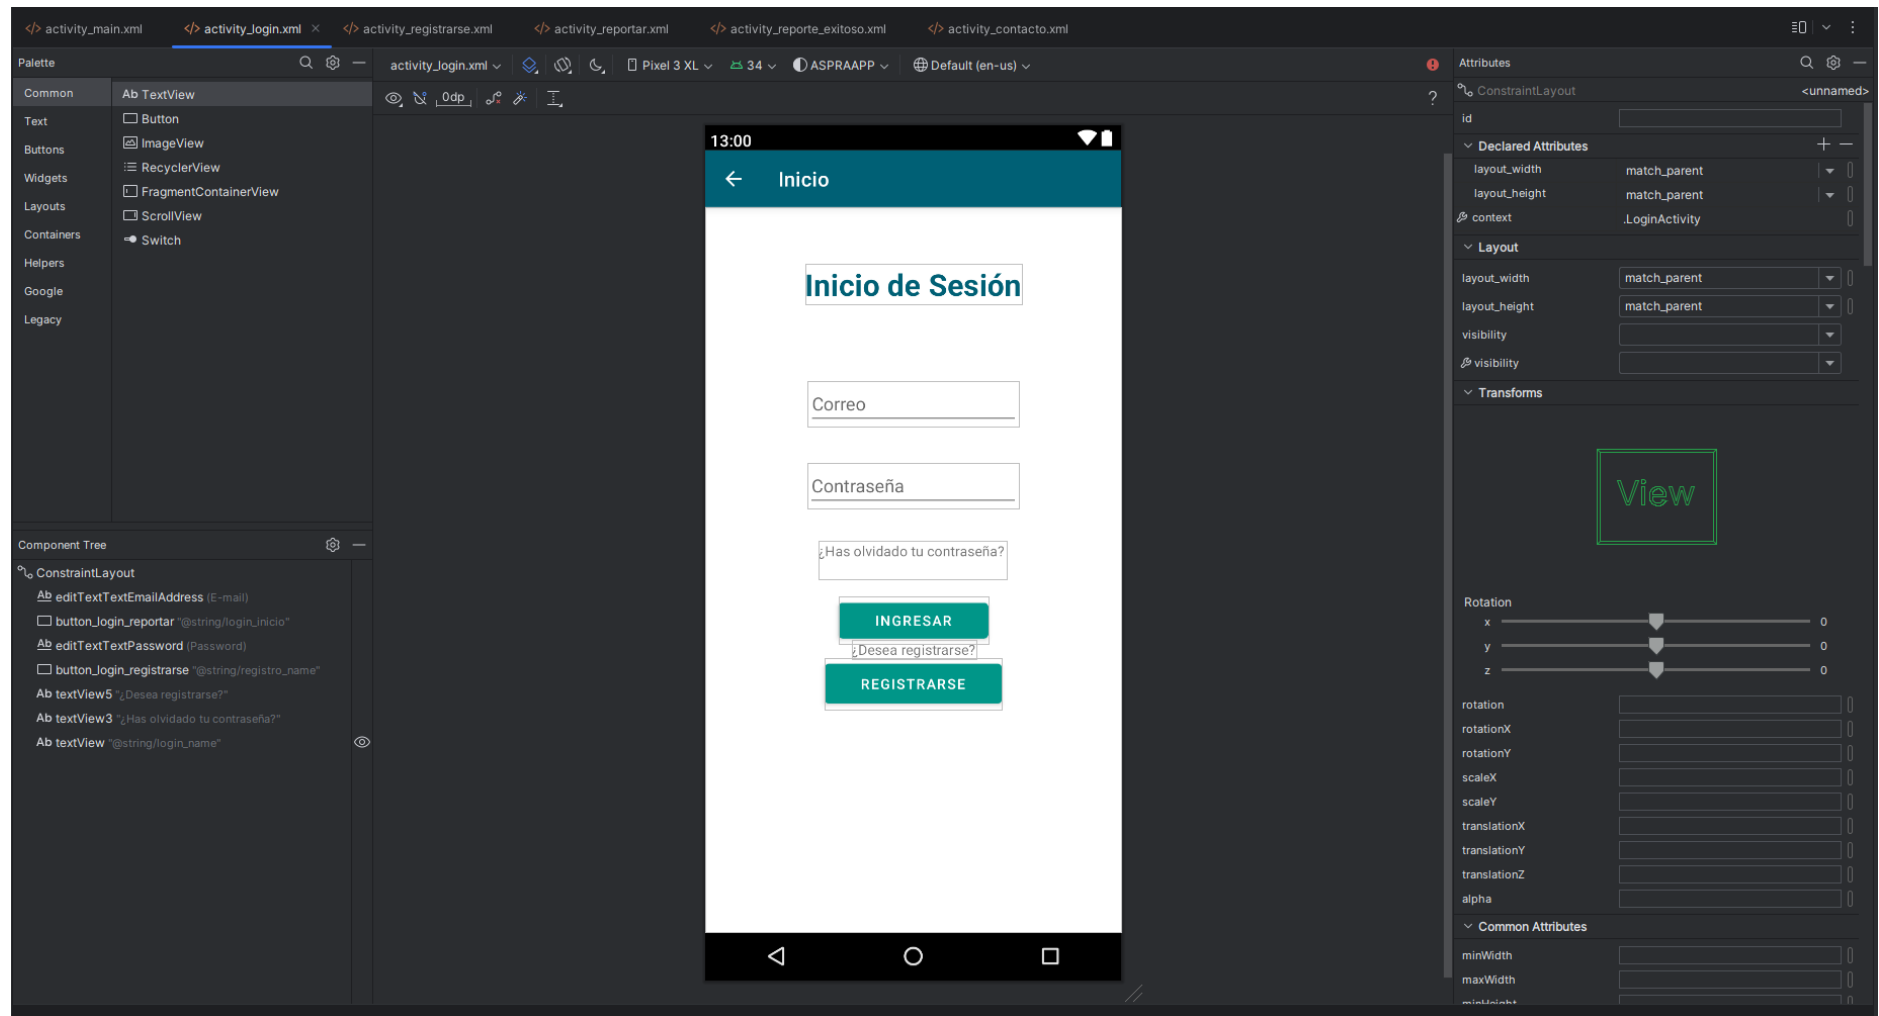 activity_main.xml
activity_login.xml
activity_registrarse.xml
activity_reportar.xml
activity_reporte_exitoso.xml
activity_contacto.xml
Palette
Common
Text
Buttons
Widgets
Layouts
Containers
Helpers
Google
Legacy
Ab TextView
Button
ImageView
RecyclerView
FragmentContainerView
ScrollView
Switch
Component Tree
ConstraintLayout
Ab editTextTextEmailAddress (E-mail)
button_login_reportar "@string/login_inicio"
Ab editTextTextPassword (Password)
button_login_registrarse "@string/registro_name"
Ab textView5 "¿Desea registrarse?"
Ab textView3 "¿Has olvidado tu contraseña?"
Ab textView "@string/login_name"
activity_login.xml
Pixel 3 XL
34
ASPRAAPP
Default (en-us)
0dp
?
13:00
Inicio
Inicio de Sesión
Correo
Contraseña
¿Has olvidado tu contraseña?
INGRESAR
¿Desea registrarse?
REGISTRARSE
Attributes
ConstraintLayout <unnamed>
id
Declared Attributes
layout_width match_parent
layout_height match_parent
context .LoginActivity
Layout
layout_width match_parent
layout_height match_parent
visibility
visibility
Transforms
View
Rotation
x 0
y 0
z 0
rotation
rotationX
rotationY
scaleX
scaleY
translationX
translationY
translationZ
alpha
Common Attributes
minWidth
maxWidth
minHeight